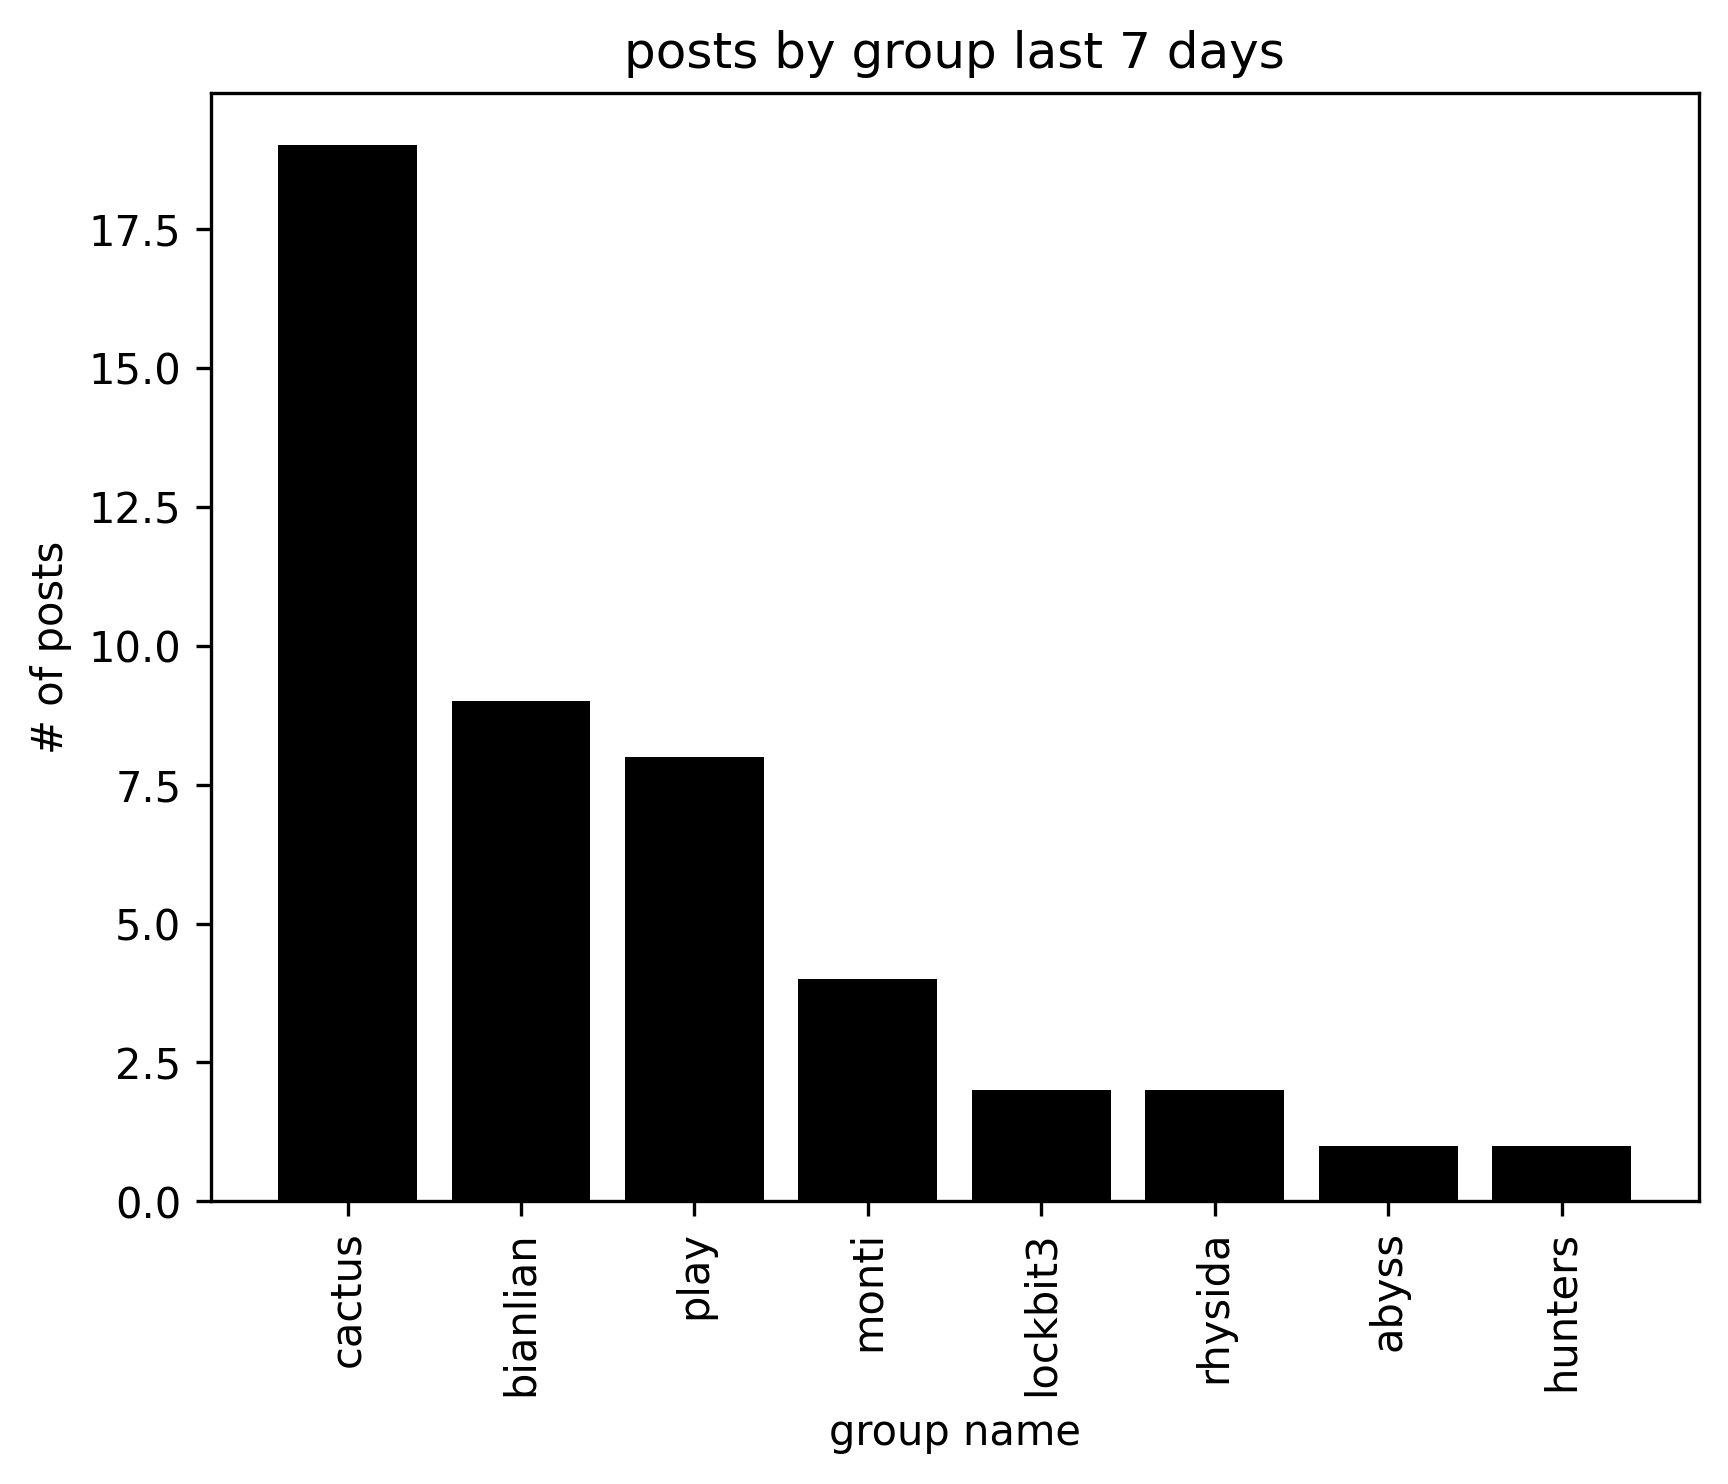 posts by group last 7 days
17.5
15.0
12.5
10.0
7.5
5.0
2.5
0.0
# of posts
cactus
bianlian
play
monti
lockbit3
rhysida
abyss
hunters
group name